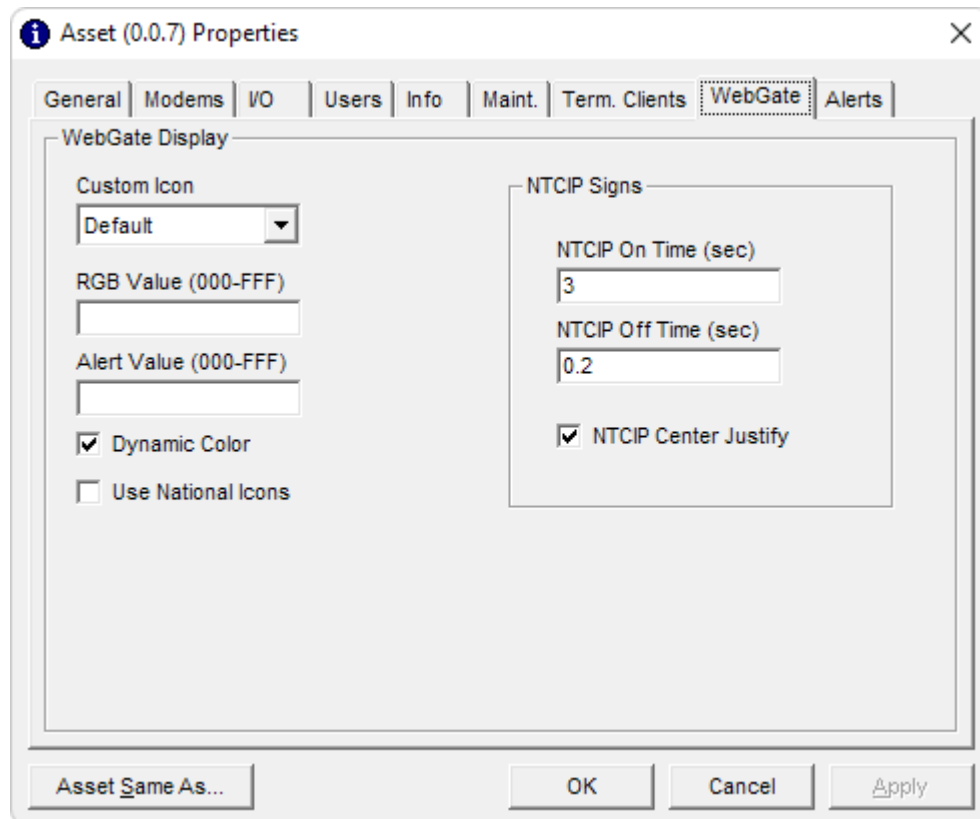 Asset (0.0.7) Properties
General Modems I/O Users Info Maint. Term. Clients WebGate Alerts
WebGate Display
Custom Icon
Default
RGB Value (000-FFF)
Alert Value (000-FFF)
Dynamic Color
Use National Icons
NTCIP Signs
NTCIP On Time (sec)
3
NTCIP Off Time (sec)
0.2
NTCIP Center Justify
Asset Same As... OK Cancel Apply